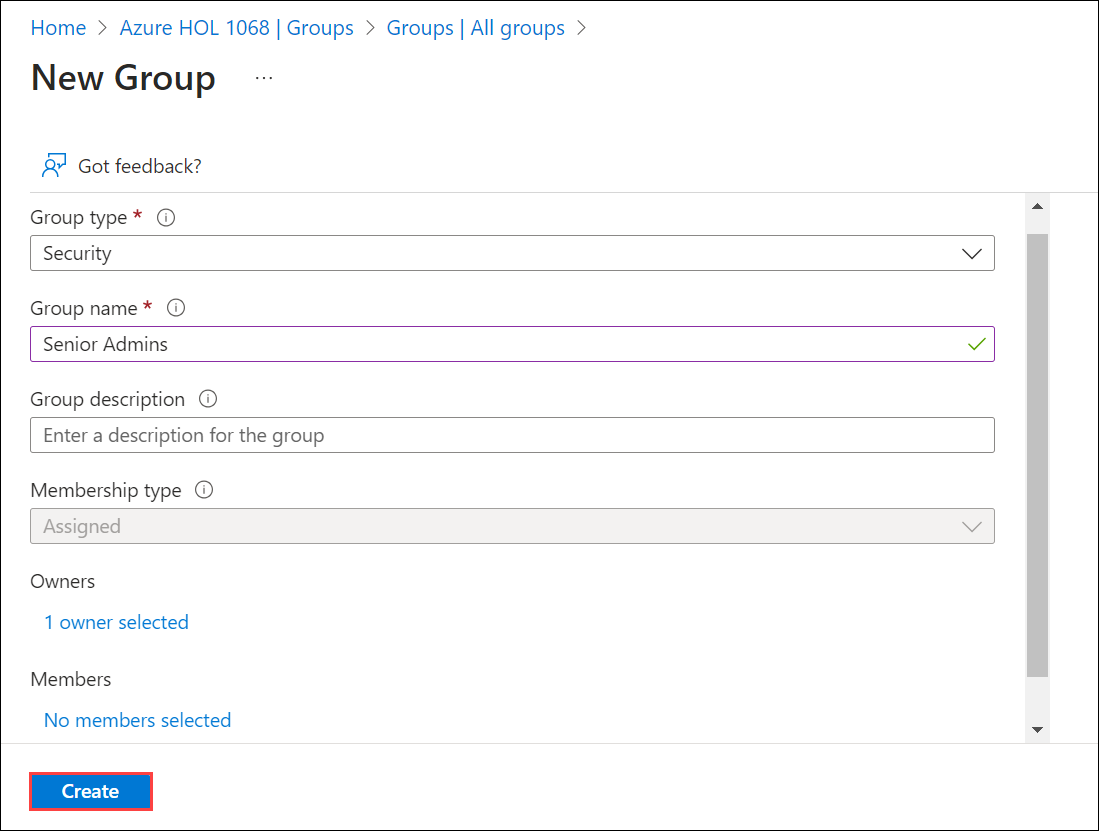 Home > Azure HOL 1068 | Groups > Groups | All groups >
New Group ...
Got feedback?
Group type *
Security
Group name *
Senior Admins
Group description
Enter a description for the group
Membership type
Assigned
Owners
1 owner selected
Members
No members selected
Create